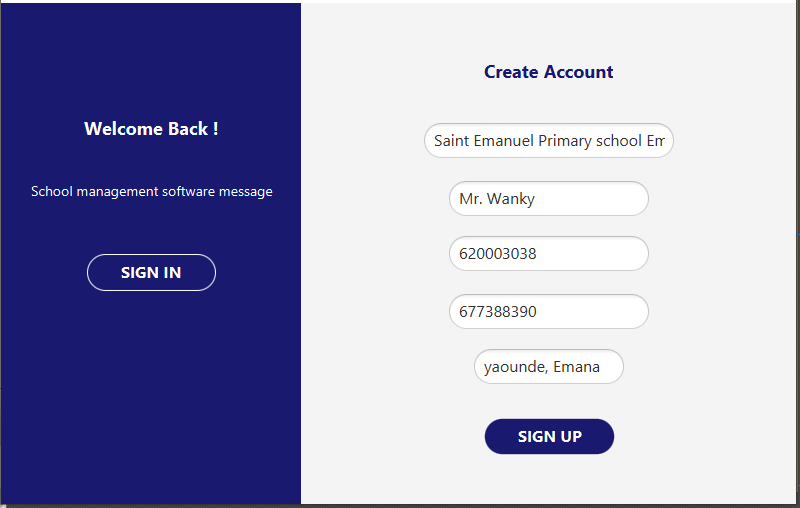 Welcome Back !
School management software message
SIGN IN
Create Account
Saint Emanuel Primary school Em
Mr. Wanky
620003038
677388390
yaounde, Emana
SIGN UP